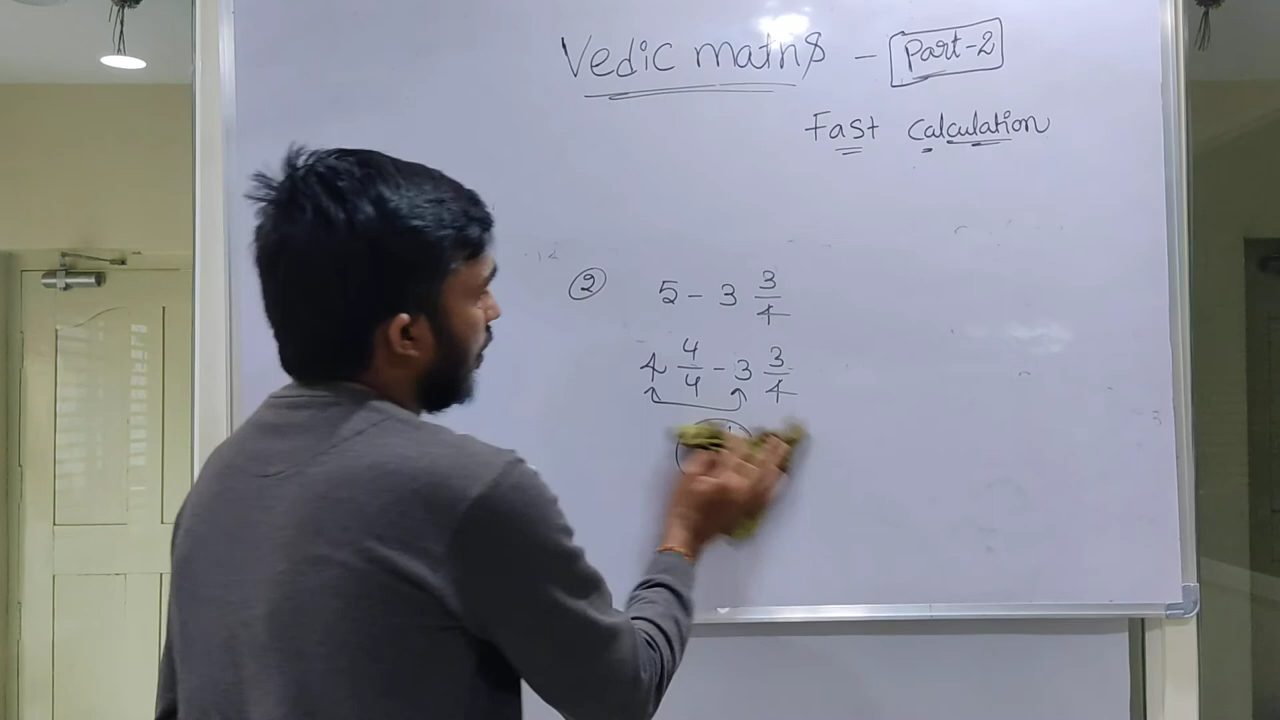 Vedic maths - Part-2
Fast Calculation
② 5 - 3 3/4
4 4/4 - 3 3/4